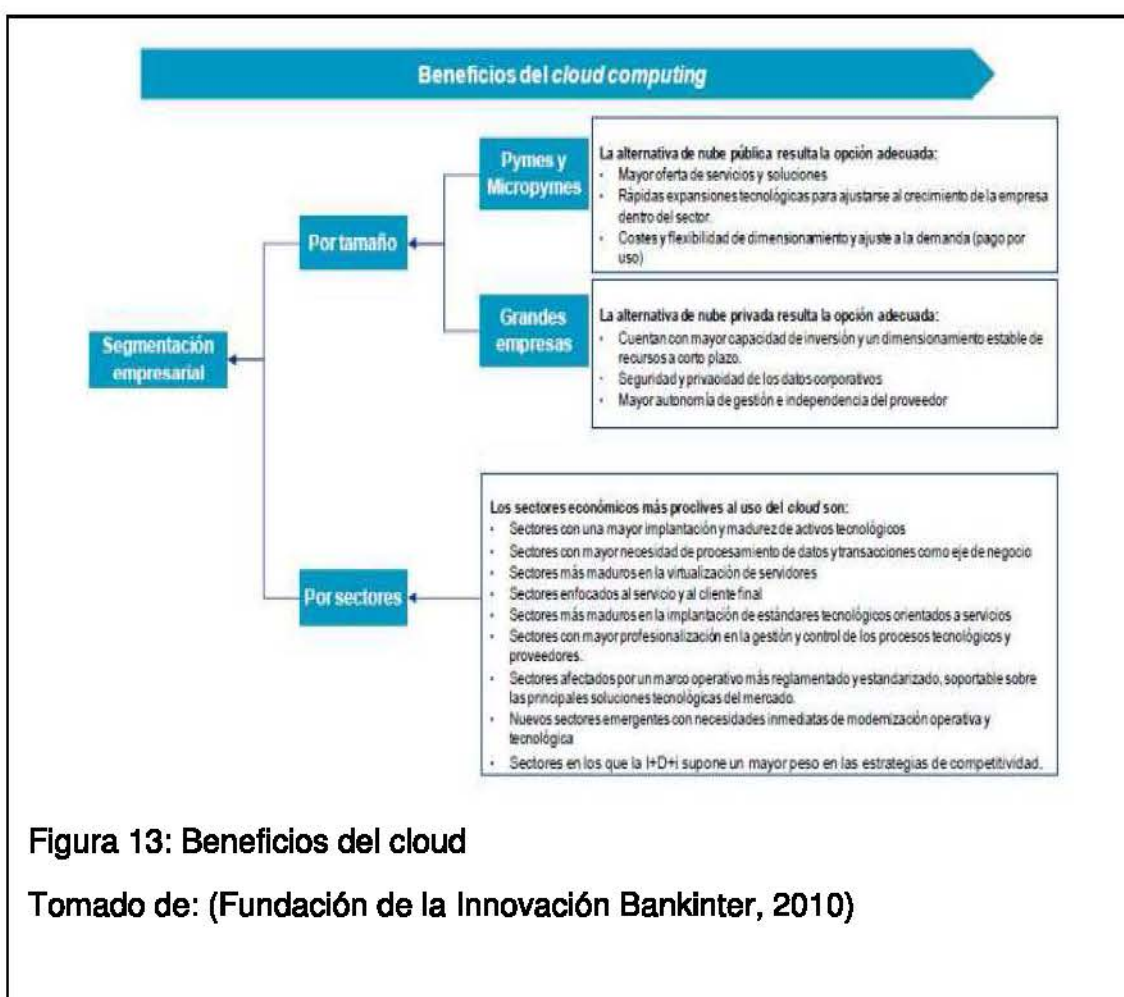 Beneficios del cloud computing
Pymes y
Micropymes
La alternativa de nube pública resulta la opción adecuada:
• Mayor oferta de servicios y soluciones
• Rápidas expansiones tecnológicas para ajustarse al crecimiento de la empresa
dentro del sector.
• Costes y flexibilidad de dimensionamiento y ajuste a la demanda (pago por
uso)
Por tamaño
Grandes
empresas
La alternativa de nube privada resulta la opción adecuada:
• Cuentan con mayor capacidad de inversión y un dimensionamiento estable de
recursos a corto plazo.
• Seguridad y privacidad de los datos corporativos
• Mayor autonomía de gestión e independencia del proveedor
Segmentación
empresarial
Por sectores
Los sectores económicos más proclives al uso del cloud son:
• Sectores con una mayor implantación y madurez de activos tecnológicos
• Sectores con mayor necesidad de procesamiento de datos y transacciones como eje de negocio
• Sectores más maduros en la virtualización de servidores
• Sectores enfocados al servicio y al cliente final
• Sectores más maduros en la implantación de estándares tecnológicos orientados a servicios
• Sectores con mayor profesionalización en la gestión y control de los procesos tecnológicos y
proveedores.
• Sectores afectados por un marco operativo más reglamentado y estandarizado, soportable sobre
las principales soluciones tecnológicas del mercado.
• Nuevos sectores emergentes con necesidades inmediatas de modernización operativa y
tecnológica
• Sectores en los que la I+D+i supone un mayor peso en las estrategias de competitividad.
Figura 13: Beneficios del cloud
Tomado de: (Fundación de la Innovación Bankinter, 2010)